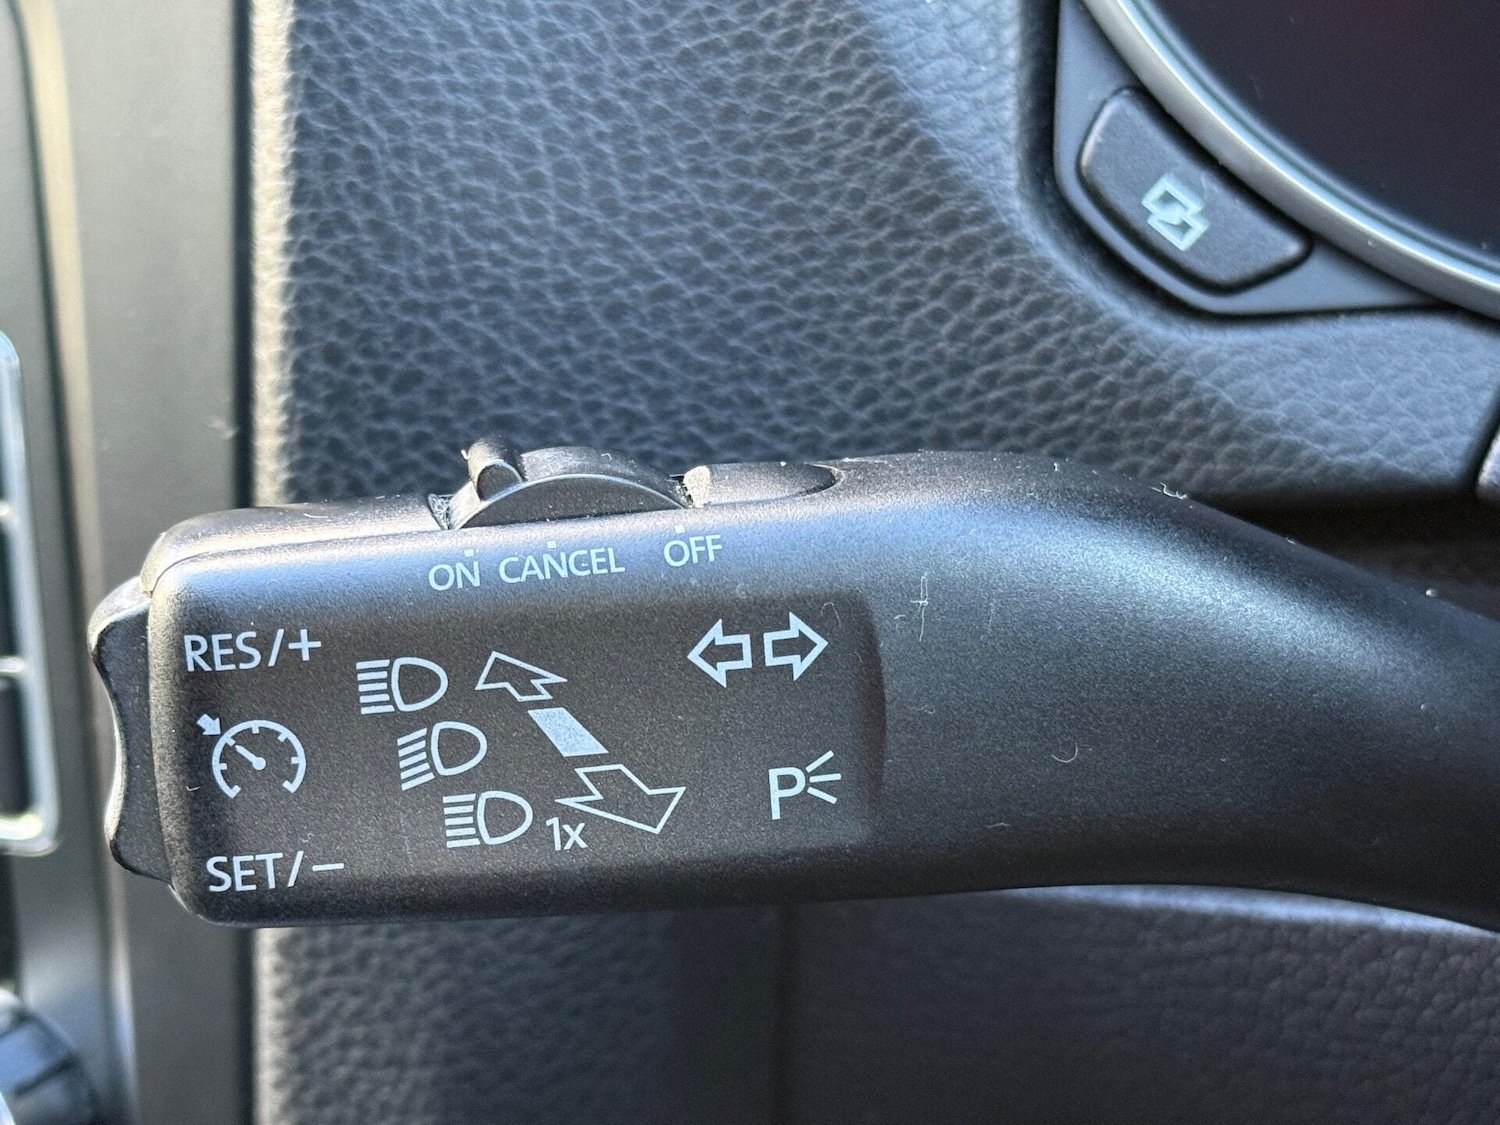 ON CANCEL OFF
RES/+
1x
P
SET/−